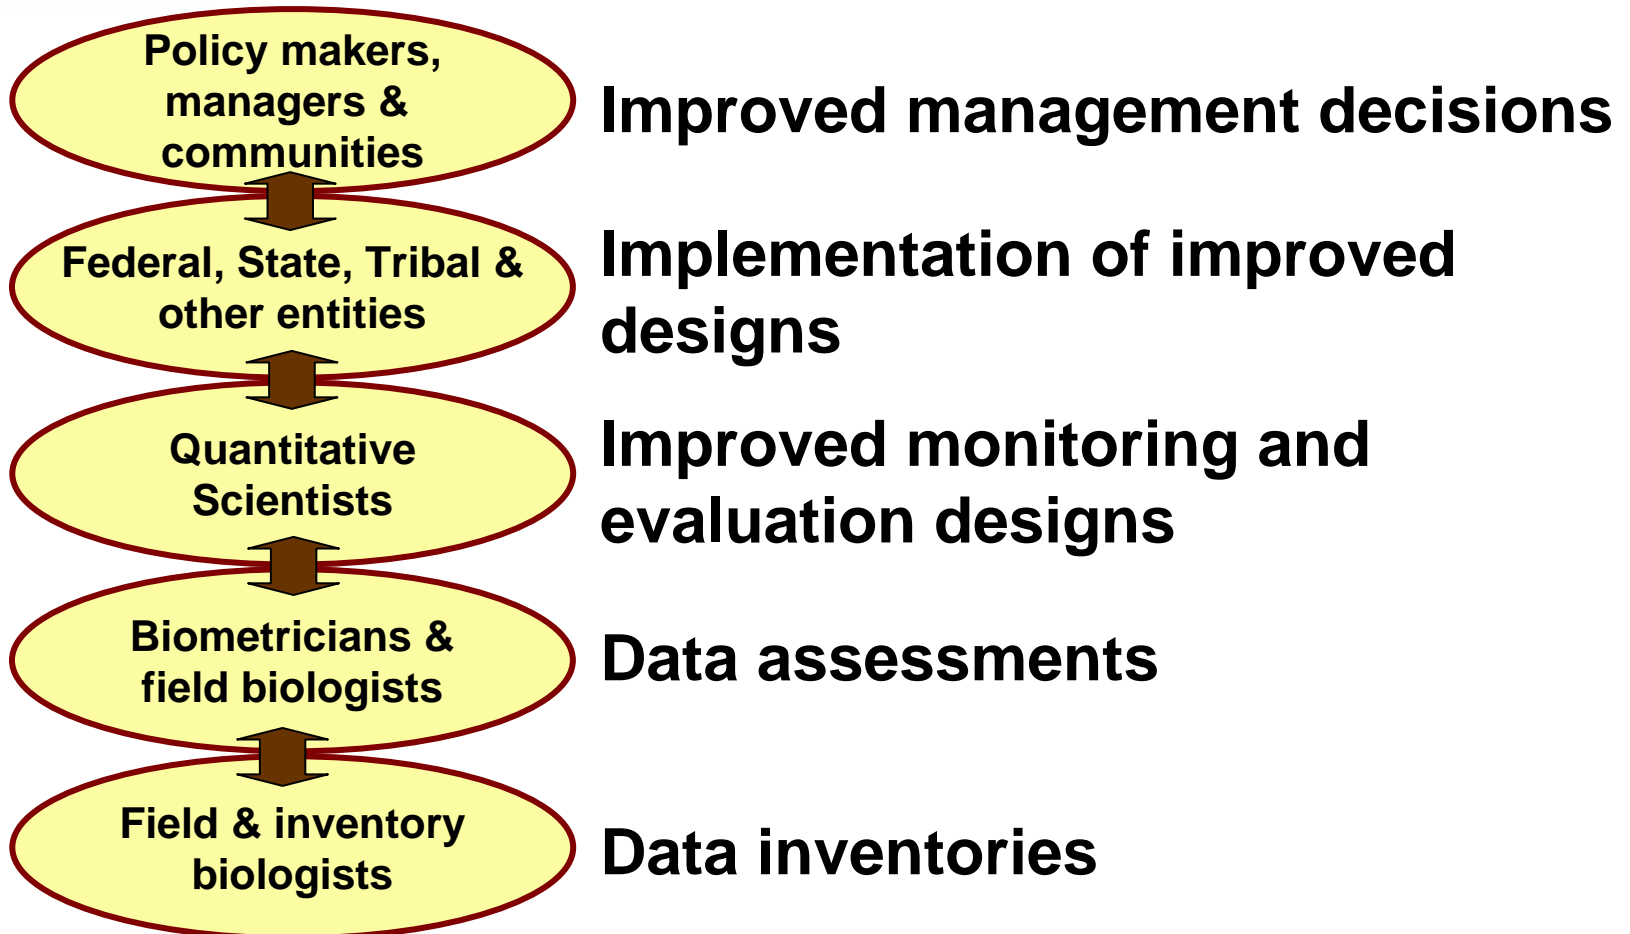 Policy makers,
managers &
communities
Improved management decisions
Federal, State, Tribal &
other entities
Implementation of improved
designs
Quantitative
Scientists
Improved monitoring and
evaluation designs
Biometricians &
field biologists
Data assessments
Field & inventory
biologists
Data inventories